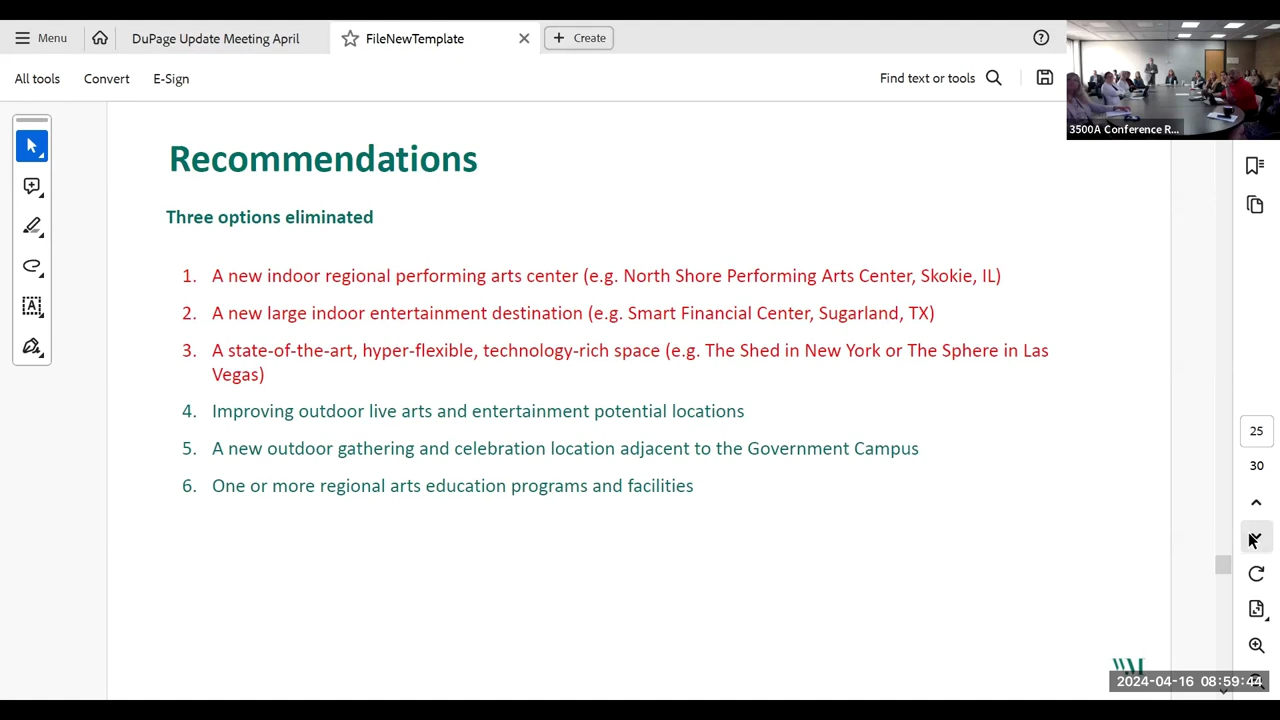 Menu
DuPage Update Meeting April
FileNewTemplate
Create
All tools
Convert
E-Sign
Find text or tools
3500A Conference R...
Recommendations
Three options eliminated
1. A new indoor regional performing arts center (e.g. North Shore Performing Arts Center, Skokie, IL)
2. A new large indoor entertainment destination (e.g. Smart Financial Center, Sugarland, TX)
3. A state-of-the-art, hyper-flexible, technology-rich space (e.g. The Shed in New York or The Sphere in Las
Vegas)
4. Improving outdoor live arts and entertainment potential locations
5. A new outdoor gathering and celebration location adjacent to the Government Campus
6. One or more regional arts education programs and facilities
25
30
WM
2024-04-16 08:59:44